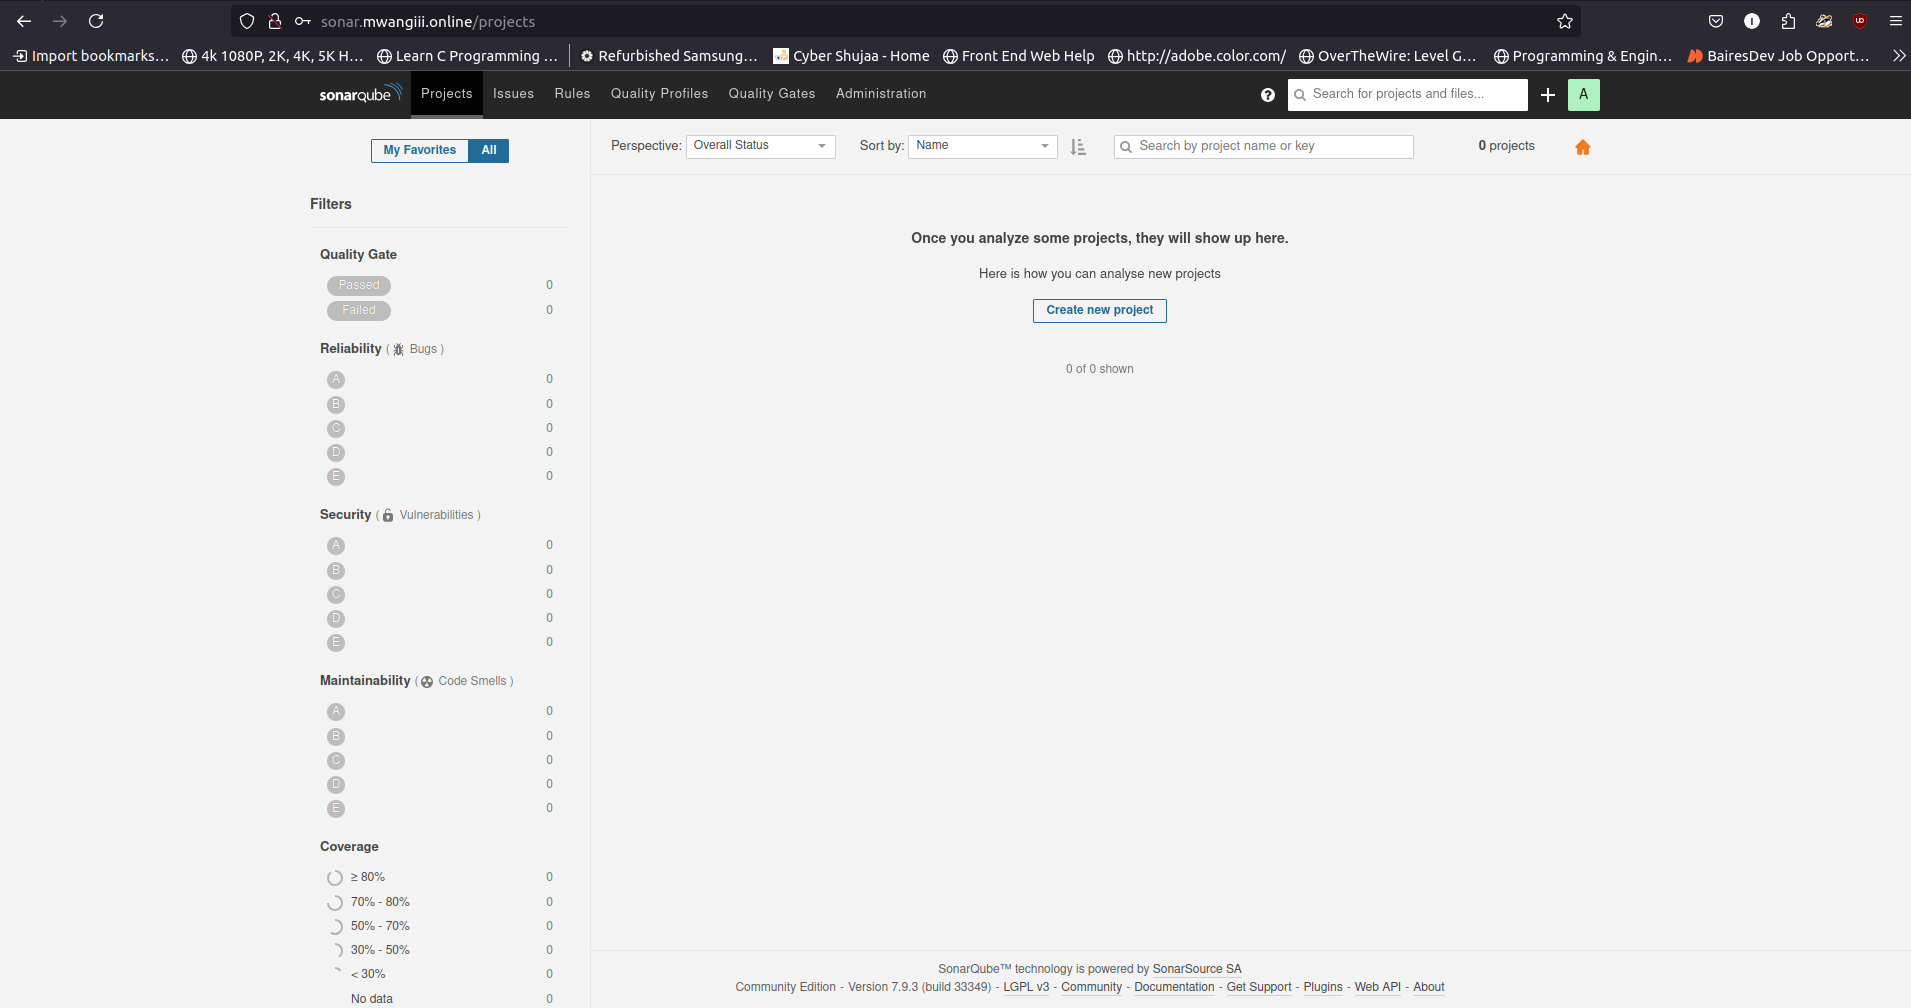 sonar.mwangiii.online/projects
Import bookmarks... 4k 1080P, 2K, 4K, 5K H... Learn C Programming ... Refurbished Samsung... Cyber Shujaa - Home Front End Web Help http://adobe.color.com/ OverTheWire: Level G... Programming & Engin... BairesDev Job Opport...
sonarqube Projects Issues Rules Quality Profiles Quality Gates Administration ? Search for projects and files... + A
My Favorites All
Perspective: Overall Status Sort by: Name Search by project name or key 0 projects
Filters
Quality Gate
Passed 0
Failed 0
Reliability ( Bugs )
A 0
B 0
C 0
D 0
E 0
Security ( Vulnerabilities )
A 0
B 0
C 0
D 0
E 0
Maintainability ( Code Smells )
A 0
B 0
C 0
D 0
E 0
Coverage
≥ 80% 0
70% - 80% 0
50% - 70% 0
30% - 50% 0
< 30% 0
No data 0
Once you analyze some projects, they will show up here.
Here is how you can analyse new projects
Create new project
0 of 0 shown
SonarQube™ technology is powered by SonarSource SA
Community Edition - Version 7.9.3 (build 33349) - LGPL v3 - Community - Documentation - Get Support - Plugins - Web API - About